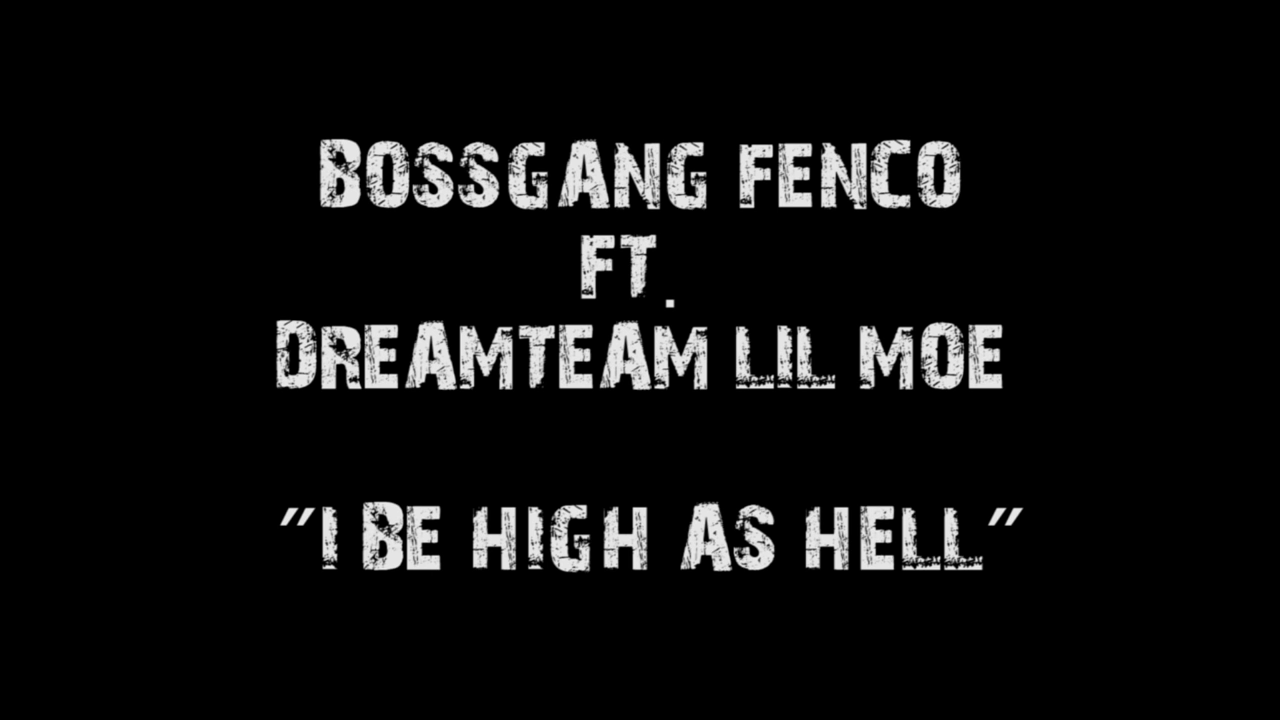 BOSSGANG FENCO
FT.
DREAMTEAM LIL MOE
"I BE HIGH AS HELL"